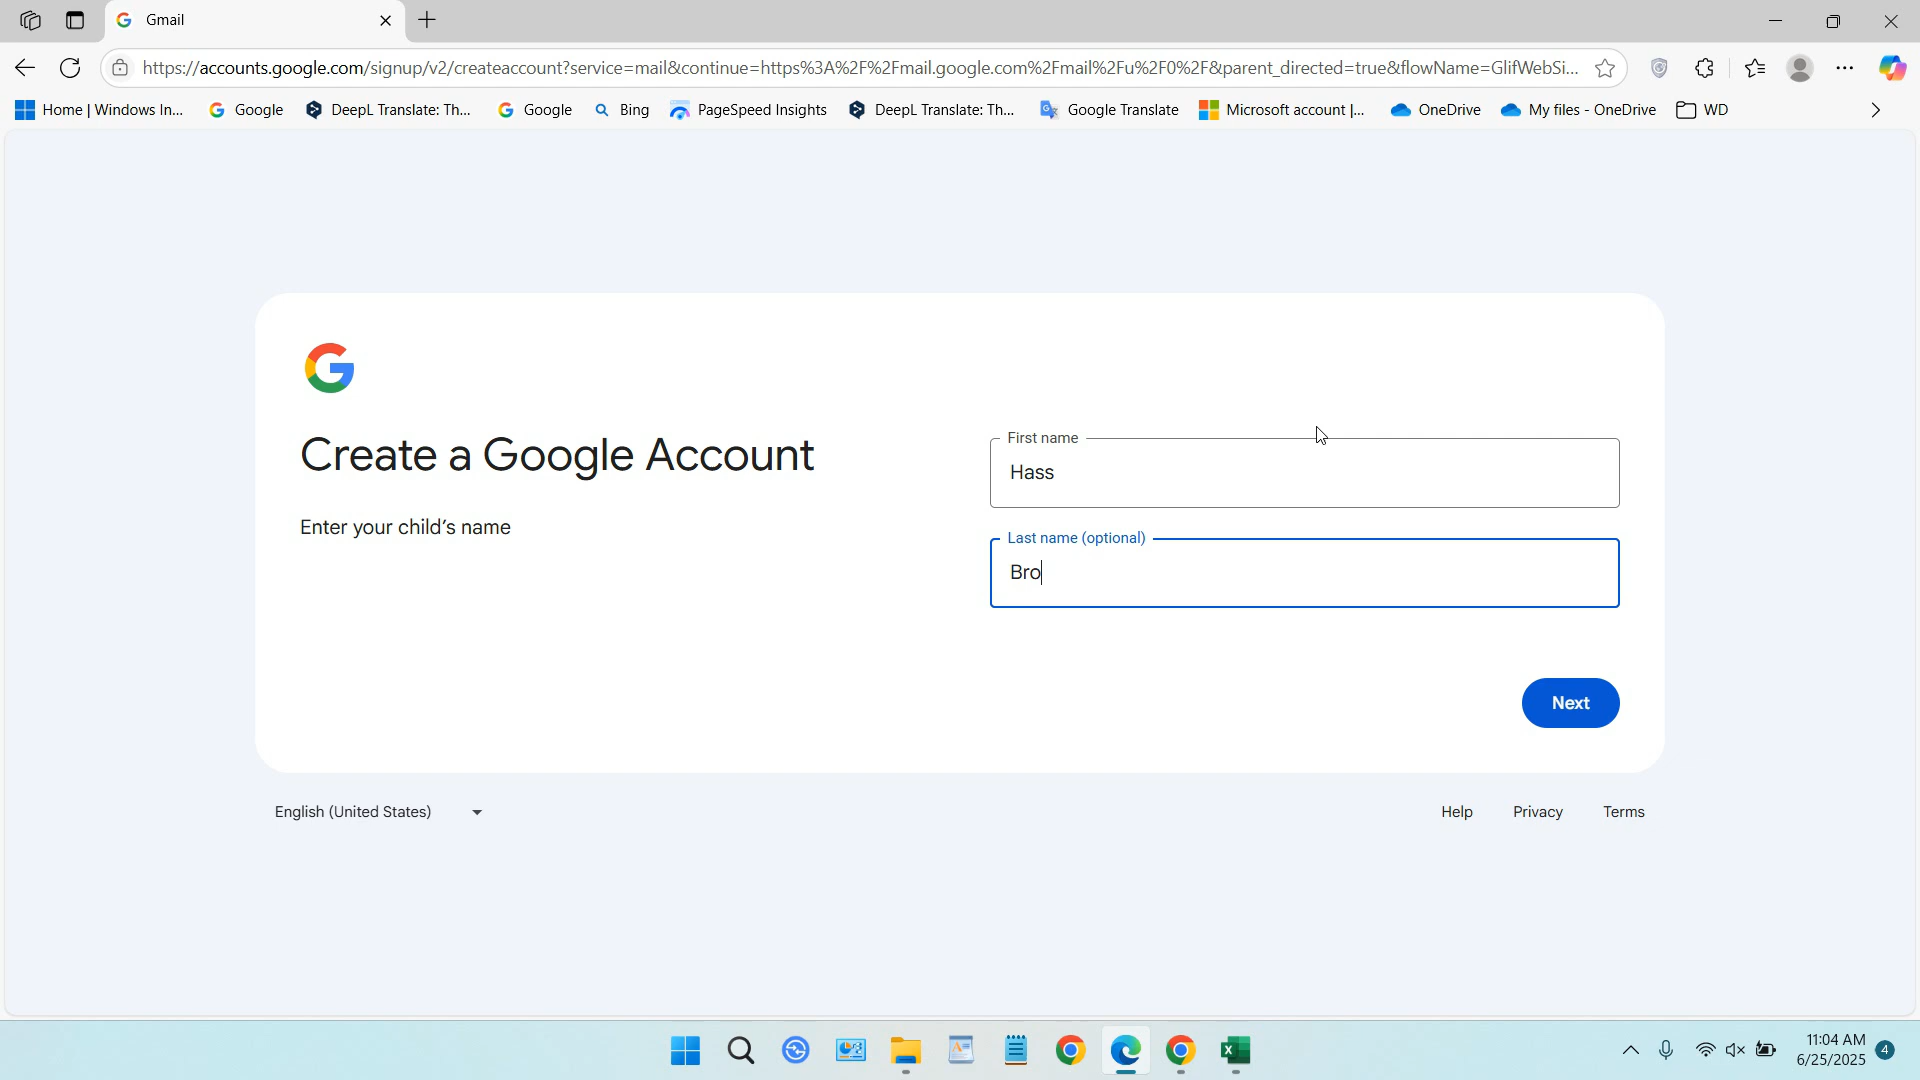 Gmail
https://accounts.google.com/signup/v2/createaccount?service=mail&continue=https%3A%2F%2Fmail.google.com%2Fmail%2Fu%2F0%2F&parent_directed=true&flowName=GlifWebSi...
Home | Windows In... Google DeepL Translate: Th... Google Bing PageSpeed Insights DeepL Translate: Th... Google Translate Microsoft account |... OneDrive My files - OneDrive WD
Create a Google Account
Enter your child's name
First name
Hass
Last name (optional)
Bro
Next
English (United States) Help Privacy Terms
11:04 AM
6/25/2025 4